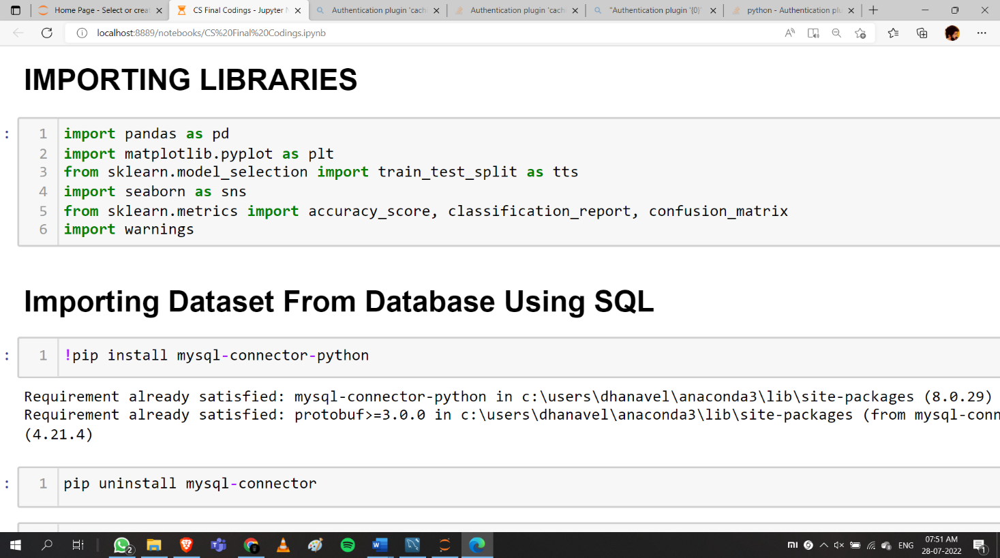 Home Page - Select or creat
CS Final Codings - Jupyter N
Authentication plugin 'cach
Authentication plugin 'cach
"Authentication plugin '{0}'
python - Authentication plu
localhost:8889/notebooks/CS%20Final%20Codings.ipynb
IMPORTING LIBRARIES
1 import pandas as pd
2 import matplotlib.pyplot as plt
3 from sklearn.model_selection import train_test_split as tts
4 import seaborn as sns
5 from sklearn.metrics import accuracy_score, classification_report, confusion_matrix
6 import warnings
Importing Dataset From Database Using SQL
1 !pip install mysql-connector-python
Requirement already satisfied: mysql-connector-python in c:\users\dhanavel\anaconda3\lib\site-packages (8.0.29)
Requirement already satisfied: protobuf>=3.0.0 in c:\users\dhanavel\anaconda3\lib\site-packages (from mysql-conn
(4.21.4)
1 pip uninstall mysql-connector
2
ENG
07:51 AM
28-07-2022
1